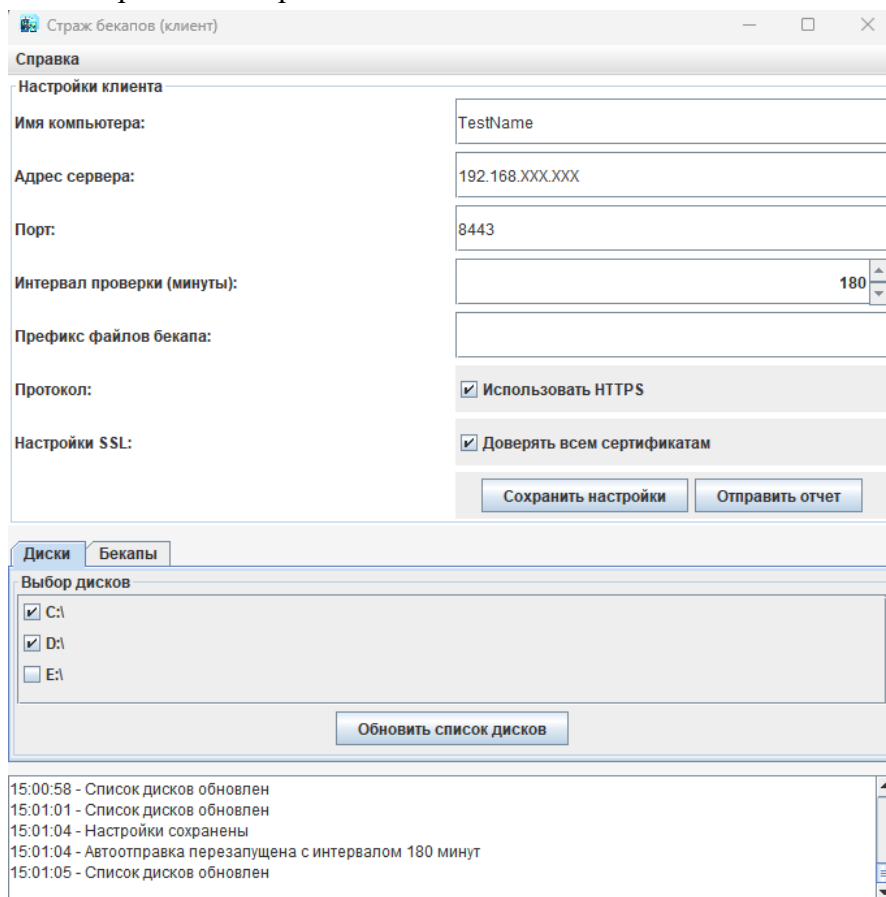 Страж бекапов (клиент)
Справка
Настройки клиента
Имя компьютера: TestName
Адрес сервера: 192.168.XXX.XXX
Порт: 8443
Интервал проверки (минуты): 180
Префикс файлов бекапа:
Протокол: Использовать HTTPS
Настройки SSL: Доверять всем сертификатам
Сохранить настройки Отправить отчет
Диски Бекапы
Выбор дисков
C:\
D:\
E:\
Обновить список дисков
15:00:58 - Список дисков обновлен
15:01:01 - Список дисков обновлен
15:01:04 - Настройки сохранены
15:01:04 - Автоотправка перезапущена с интервалом 180 минут
15:01:05 - Список дисков обновлен